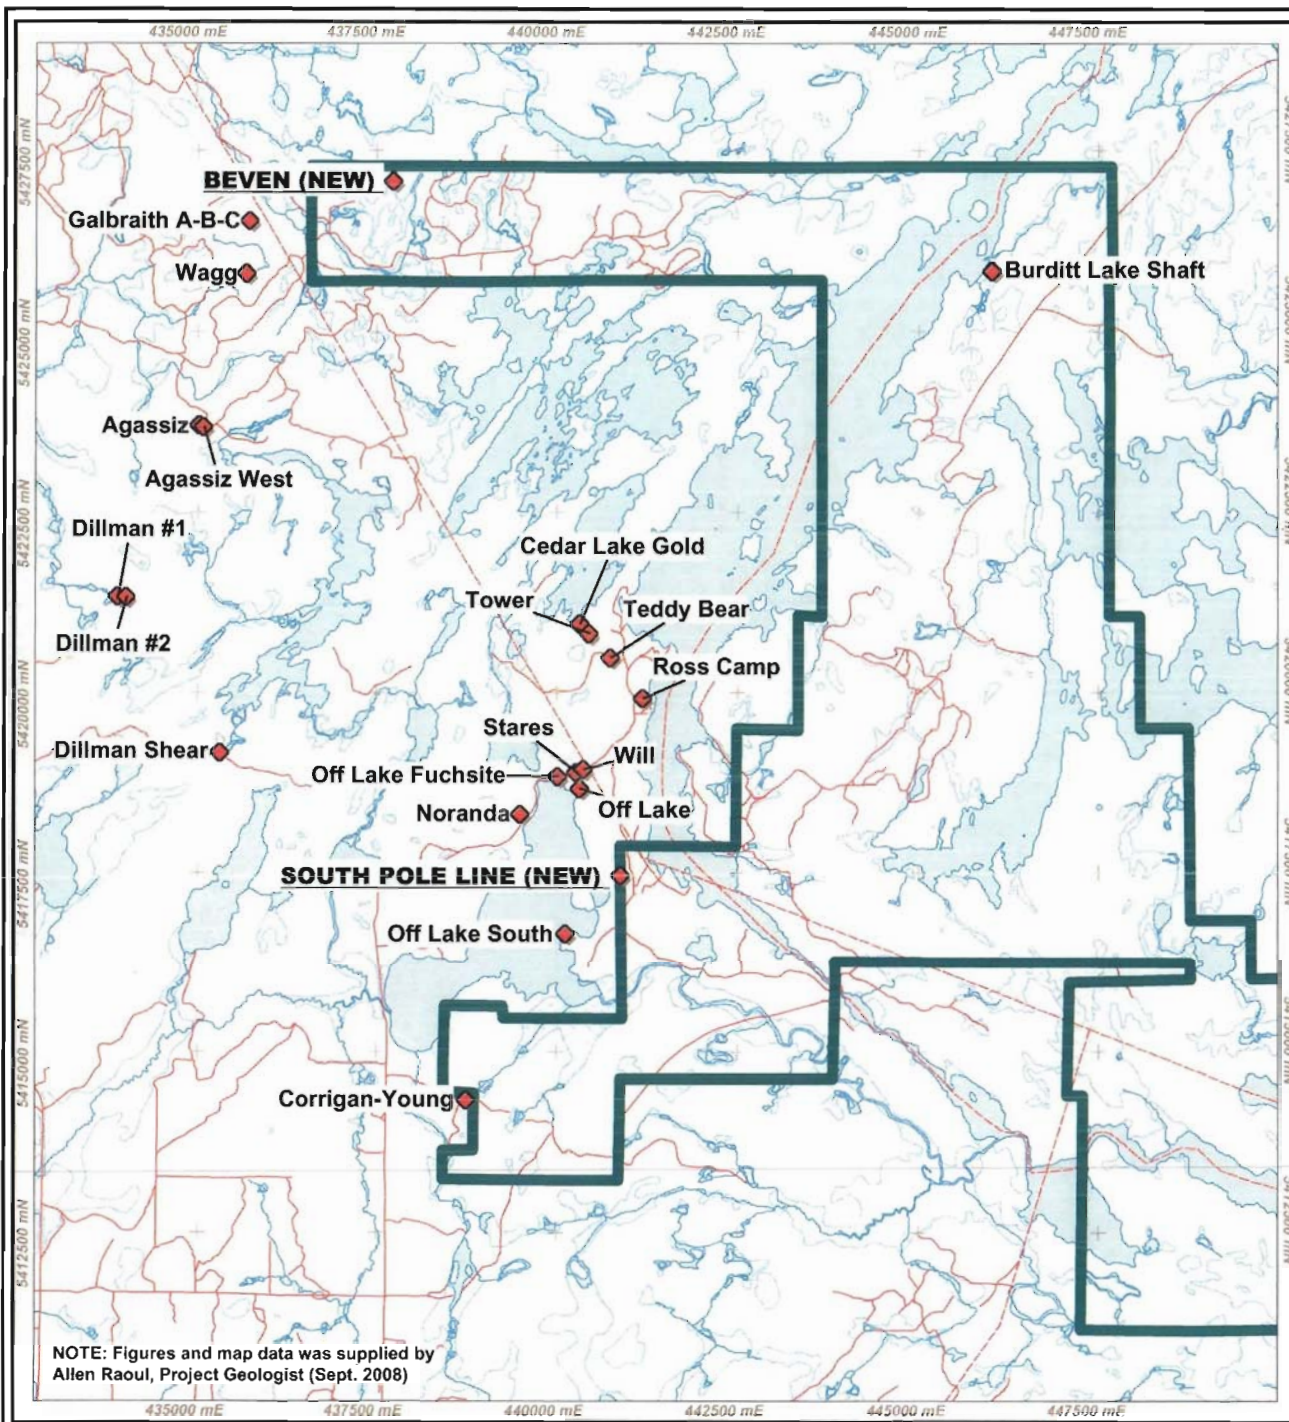 435000 mE
437500 mE
440000 mE
442500 mE
445000 mE
447500 mE
5427500 mN
BEVEN (NEW)
Galbraith A-B-C
Wagg
Burditt Lake Shaft
5425000 mN
Agassiz
Agassiz West
Dillman #1
5422500 mN
Cedar Lake Gold
Tower
Teddy Bear
Dillman #2
Ross Camp
5420000 mN
Stares
Dillman Shear
Will
Off Lake Fuchsite
Off Lake
Noranda
SOUTH POLE LINE (NEW)
5417500 mN
Off Lake South
5415000 mN
Corrigan-Young
5412500 mN
NOTE: Figures and map data was supplied by
Allen Raoul, Project Geologist (Sept. 2008)
435000 mE
437500 mE
440000 mE
442500 mE
445000 mE
447500 mE